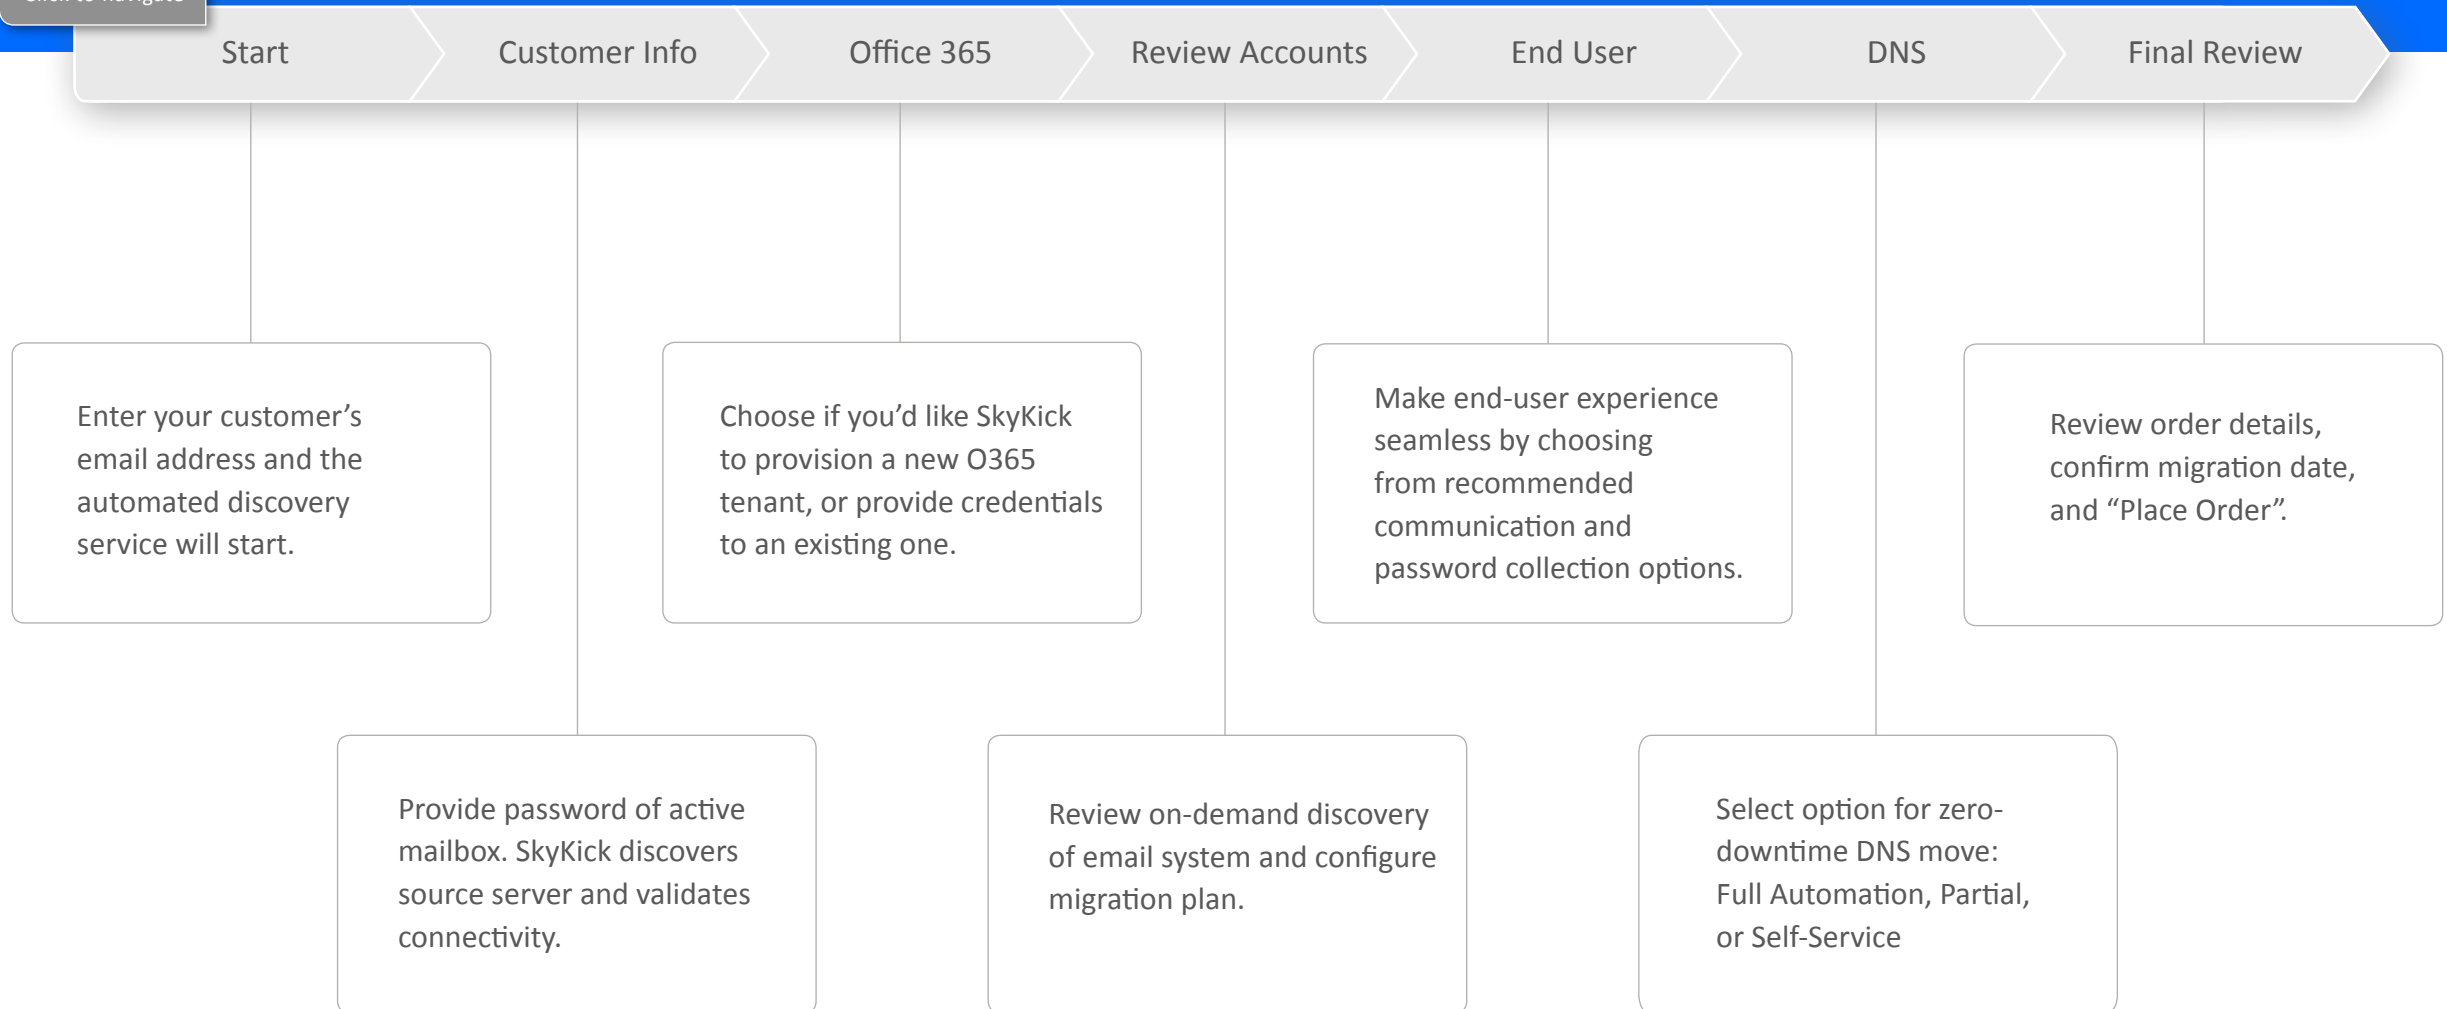 Click to navigate
Start
Customer Info
Office 365
Review Accounts
End User
DNS
Final Review
Enter your customer’s
email address and the
automated discovery
service will start.
Choose if you’d like SkyKick
to provision a new O365
tenant, or provide credentials
to an existing one.
Make end-user experience
seamless by choosing
from recommended
communication and
password collection options.
Review order details,
confirm migration date,
and “Place Order”.
Provide password of active
mailbox. SkyKick discovers
source server and validates
connectivity.
Review on-demand discovery
of email system and configure
migration plan.
Select option for zero-
downtime DNS move:
Full Automation, Partial,
or Self-Service